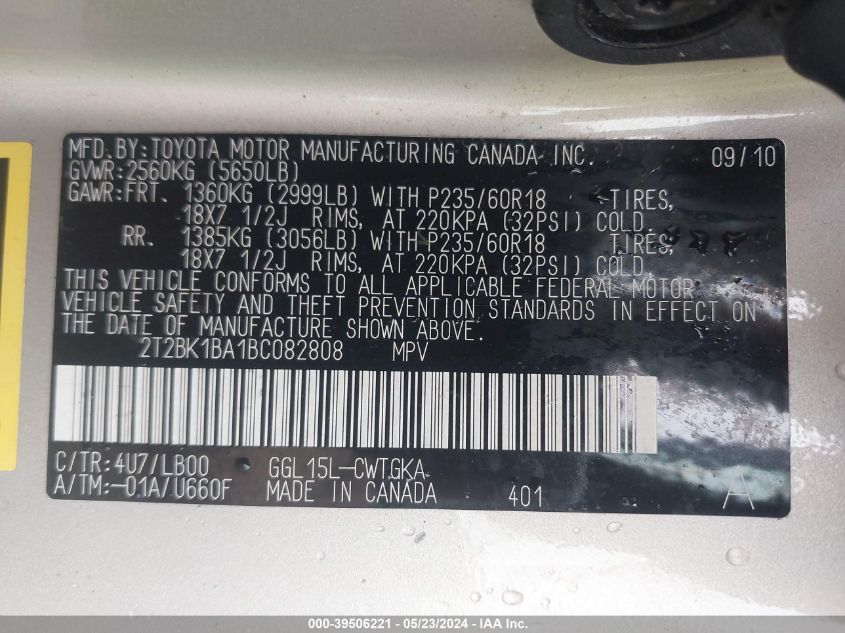 MFD.BY:TOYOTA MOTOR MANUFACTURING CANADA INC. 09/10
GVWR:2560KG (5650LB)
GAWR:FRT. 1360KG (2999LB) WITH P235/60R18 TIRES,
18X7 1/2J RIMS, AT 220KPA (32PSI) COLD.
RR. 1385KG (3056LB) WITH P235/60R18 TIRES,
18X7 1/2J RIMS, AT 220KPA (32PSI) COLD.
THIS VEHICLE CONFORMS TO ALL APPLICABLE FEDERAL MOTOR
VEHICLE SAFETY AND THEFT PREVENTION STANDARDS IN EFFECT ON
THE DATE OF MANUFACTURE SHOWN ABOVE.
2T2BK1BA1BC082808 MPV
C/TR:4U7/LB00 GGL15L-CWTGKA
A/TM:-01A/U660F MADE IN CANADA 401 A
000-39506221 - 05/23/2024 - IAAI.COM